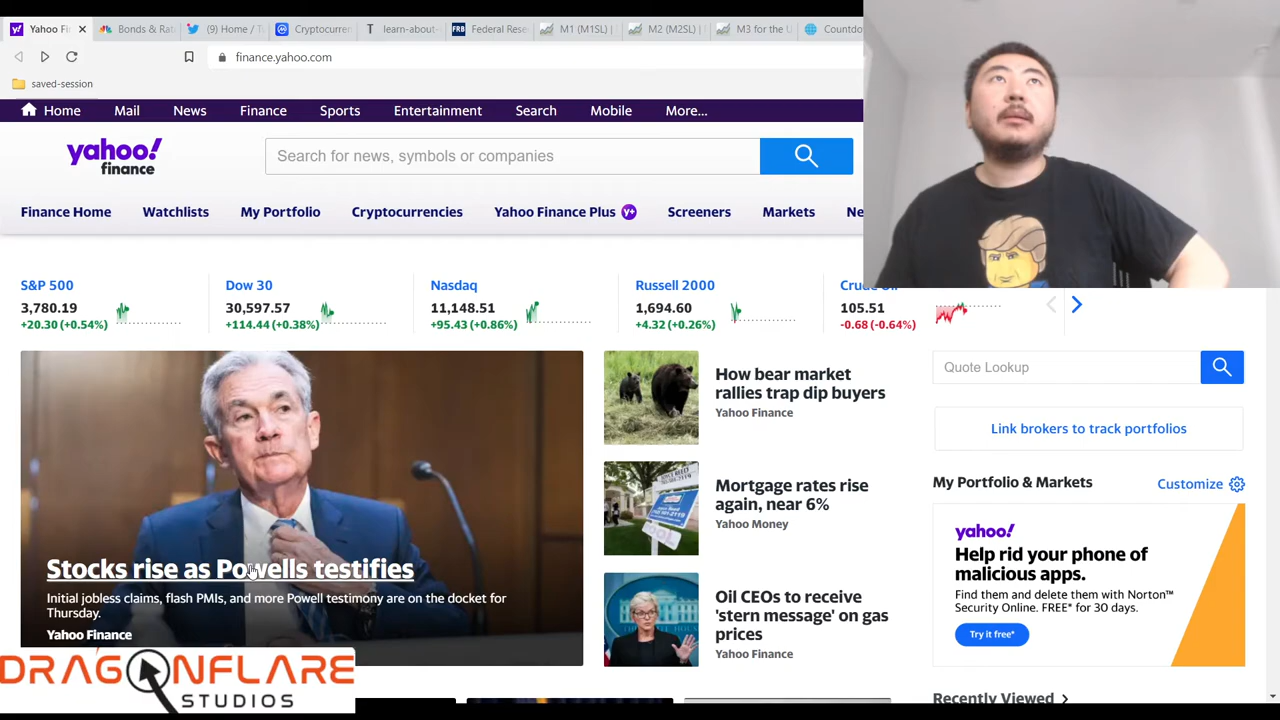 Yahoo Fi
Bonds & Rat
(9) Home / T
Cryptocurren
learn-about-
FRB
Federal Rese
M1 (M1SL) |
M2 (M2SL) |
M3 for the U
Countdo
finance.yahoo.com
saved-session
Home
Mail
News
Finance
Sports
Entertainment
Search
Mobile
More...
yahoo!
finance
Search for news, symbols or companies
Finance Home
Watchlists
My Portfolio
Cryptocurrencies
Yahoo Finance Plus
Y+
Screeners
Markets
Ne
S&P 500
3,780.19
+20.30 (+0.54%)
Dow 30
30,597.57
+114.44 (+0.38%)
Nasdaq
11,148.51
+95.43 (+0.86%)
Russell 2000
1,694.60
+4.32 (+0.26%)
Crude Oil
105.51
-0.68 (-0.64%)
Stocks rise as Powells testifies
Initial jobless claims, flash PMIs, and more Powell testimony are on the docket for
Thursday.
Yahoo Finance
How bear market
rallies trap dip buyers
Yahoo Finance
Mortgage rates rise
again, near 6%
Yahoo Money
Oil CEOs to receive
'stern message' on gas
prices
Yahoo Finance
Quote Lookup
Link brokers to track portfolios
My Portfolio & Markets
Customize
yahoo!
Help rid your phone of
malicious apps.
Find them and delete them with Norton™
Security Online. FREE* for 30 days.
Try it free*
Recently Viewed
DRAGONFLARE
STUDIOS